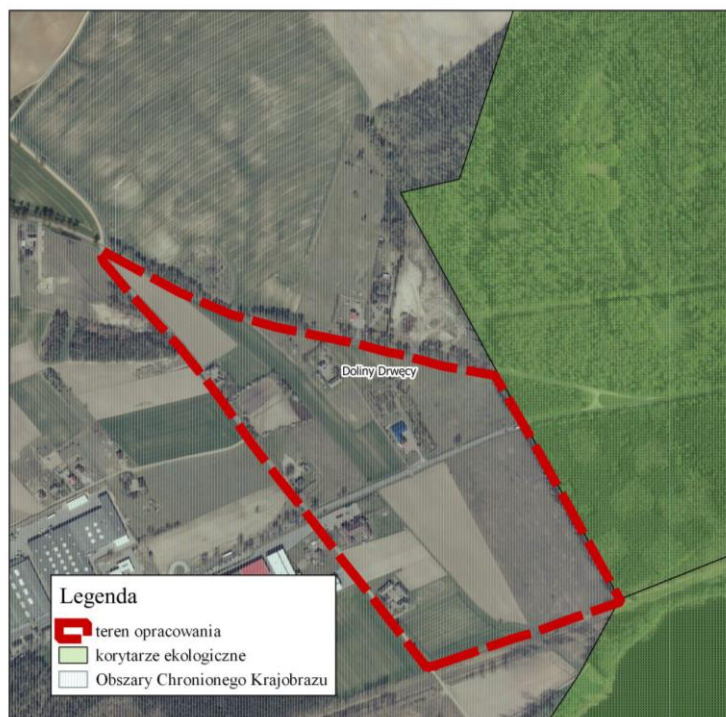 Doliny Drwęcy
Legenda
teren opracowania
korytarze ekologiczne
Obszary Chronionego Krajobrazu